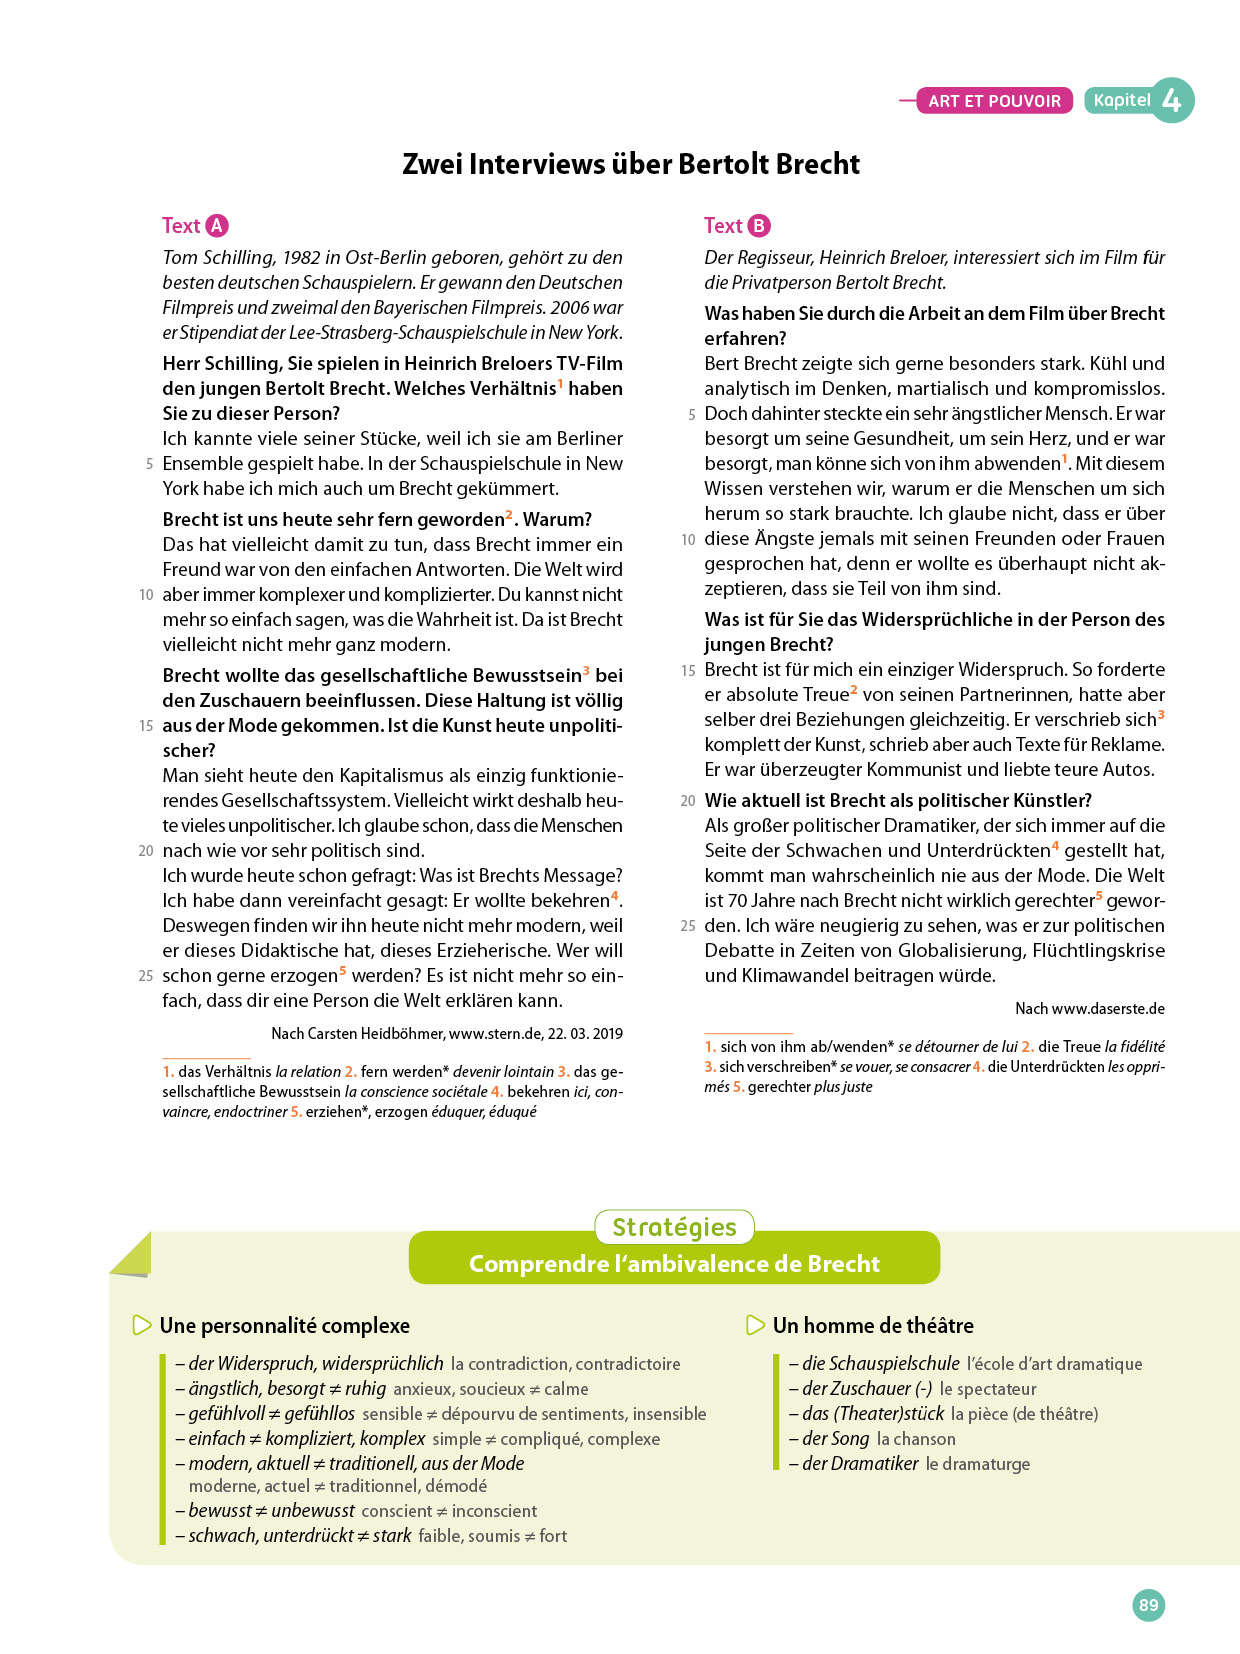 ART ET POUVOIR Kapitel 4
Zwei Interviews über Bertolt Brecht
Text A
Tom Schilling, 1982 in Ost-Berlin geboren, gehört zu den
besten deutschen Schauspielern. Er gewann den Deutschen
Filmpreis und zweimal den Bayerischen Filmpreis. 2006 war
er Stipendiat der Lee-Strasberg-Schauspielschule in New York.
Herr Schilling, Sie spielen in Heinrich Breloers TV-Film
den jungen Bertolt Brecht. Welches Verhältnis1 haben
Sie zu dieser Person?
Ich kannte viele seiner Stücke, weil ich sie am Berliner
5 Ensemble gespielt habe. In der Schauspielschule in New
York habe ich mich auch um Brecht gekümmert.
Brecht ist uns heute sehr fern geworden2. Warum?
Das hat vielleicht damit zu tun, dass Brecht immer ein
Freund war von den einfachen Antworten. Die Welt wird
10 aber immer komplexer und komplizierter. Du kannst nicht
mehr so einfach sagen, was die Wahrheit ist. Da ist Brecht
vielleicht nicht mehr ganz modern.
Brecht wollte das gesellschaftliche Bewusstsein3 bei
den Zuschauern beeinflussen. Diese Haltung ist völlig
15 aus der Mode gekommen. Ist die Kunst heute unpoliti-
scher?
Man sieht heute den Kapitalismus als einzig funktionie-
rendes Gesellschaftssystem. Vielleicht wirkt deshalb heu-
te vieles unpolitischer. Ich glaube schon, dass die Menschen
20 nach wie vor sehr politisch sind.
Ich wurde heute schon gefragt: Was ist Brechts Message?
Ich habe dann vereinfacht gesagt: Er wollte bekehren4.
Deswegen finden wir ihn heute nicht mehr modern, weil
er dieses Didaktische hat, dieses Erzieherische. Wer will
25 schon gerne erzogen5 werden? Es ist nicht mehr so ein-
fach, dass dir eine Person die Welt erklären kann.
Nach Carsten Heidböhmer, www.stern.de, 22. 03. 2019
1. das Verhältnis la relation 2. fern werden* devenir lointain 3. das ge-
sellschaftliche Bewusstsein la conscience sociétale 4. bekehren ici, con-
vaincre, endoctriner 5. erziehen*, erzogen éduquer, éduqué
Text B
Der Regisseur, Heinrich Breloer, interessiert sich im Film für
die Privatperson Bertolt Brecht.
Was haben Sie durch die Arbeit an dem Film über Brecht
erfahren?
Bert Brecht zeigte sich gerne besonders stark. Kühl und
analytisch im Denken, martialisch und kompromisslos.
5 Doch dahinter steckte ein sehr ängstlicher Mensch. Er war
besorgt um seine Gesundheit, um sein Herz, und er war
besorgt, man könne sich von ihm abwenden1. Mit diesem
Wissen verstehen wir, warum er die Menschen um sich
herum so stark brauchte. Ich glaube nicht, dass er über
10 diese Ängste jemals mit seinen Freunden oder Frauen
gesprochen hat, denn er wollte es überhaupt nicht ak-
zeptieren, dass sie Teil von ihm sind.
Was ist für Sie das Widersprüchliche in der Person des
jungen Brecht?
15 Brecht ist für mich ein einziger Widerspruch. So forderte
er absolute Treue2 von seinen Partnerinnen, hatte aber
selber drei Beziehungen gleichzeitig. Er verschrieb sich3
komplett der Kunst, schrieb aber auch Texte für Reklame.
Er war überzeugter Kommunist und liebte teure Autos.
20 Wie aktuell ist Brecht als politischer Künstler?
Als großer politischer Dramatiker, der sich immer auf die
Seite der Schwachen und Unterdrückten4 gestellt hat,
kommt man wahrscheinlich nie aus der Mode. Die Welt
ist 70 Jahre nach Brecht nicht wirklich gerechter5 gewor-
25 den. Ich wäre neugierig zu sehen, was er zur politischen
Debatte in Zeiten von Globalisierung, Flüchtlingskrise
und Klimawandel beitragen würde.
Nach www.daserste.de
1. sich von ihm ab/wenden* se détourner de lui 2. die Treue la fidélité
3. sich verschreiben* se vouer, se consacrer 4. die Unterdrückten les oppri-
més 5. gerechter plus juste
Stratégies
Comprendre l‘ambivalence de Brecht
Une personnalité complexe
– der Widerspruch, widersprüchlich la contradiction, contradictoire
– ängstlich, besorgt ≠ ruhig anxieux, soucieux ≠ calme
– gefühlvoll ≠ gefühllos sensible ≠ dépourvu de sentiments, insensible
– einfach ≠ kompliziert, komplex simple ≠ compliqué, complexe
– modern, aktuell ≠ traditionell, aus der Mode
moderne, actuel ≠ traditionnel, démodé
– bewusst ≠ unbewusst conscient ≠ inconscient
– schwach, unterdrückt ≠ stark faible, soumis ≠ fort
Un homme de théâtre
– die Schauspielschule l’école d’art dramatique
– der Zuschauer (-) le spectateur
– das (Theater)stück la pièce (de théâtre)
– der Song la chanson
– der Dramatiker le dramaturge
89